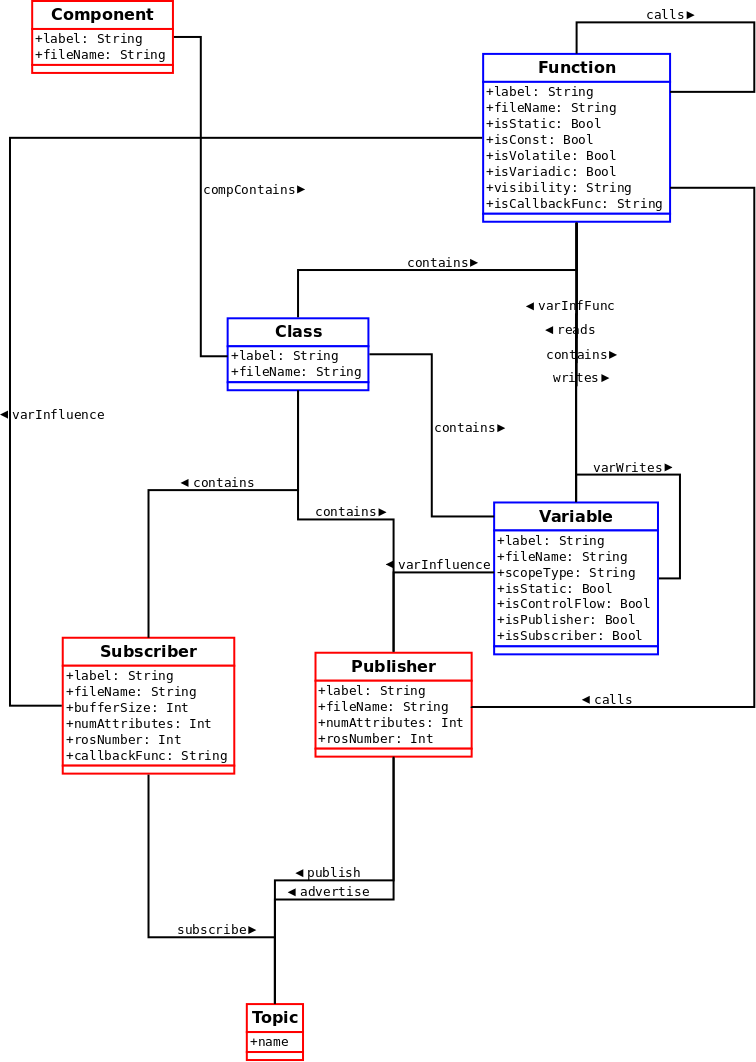 Component
+label: String
+fileName: String
calls►
Function
+label: String
+fileName: String
+isStatic: Bool
+isConst: Bool
+isVolatile: Bool
+isVariadic: Bool
+visibility: String
+isCallbackFunc: String
compContains►
contains►
◄ varInfFunc
◄ reads
contains►
writes►
Class
+label: String
+fileName: String
◄ varInfluence
contains►
varWrites►
◄ contains
contains►
Variable
+label: String
+fileName: String
+scopeType: String
+isStatic: Bool
+isControlFlow: Bool
+isPublisher: Bool
+isSubscriber: Bool
◄ varInfluence
Subscriber
+label: String
+fileName: String
+bufferSize: Int
+numAttributes: Int
+rosNumber: Int
+callbackFunc: String
Publisher
+label: String
+fileName: String
+numAttributes: Int
+rosNumber: Int
◄ calls
◄ publish
◄ advertise
subscribe►
Topic
+name